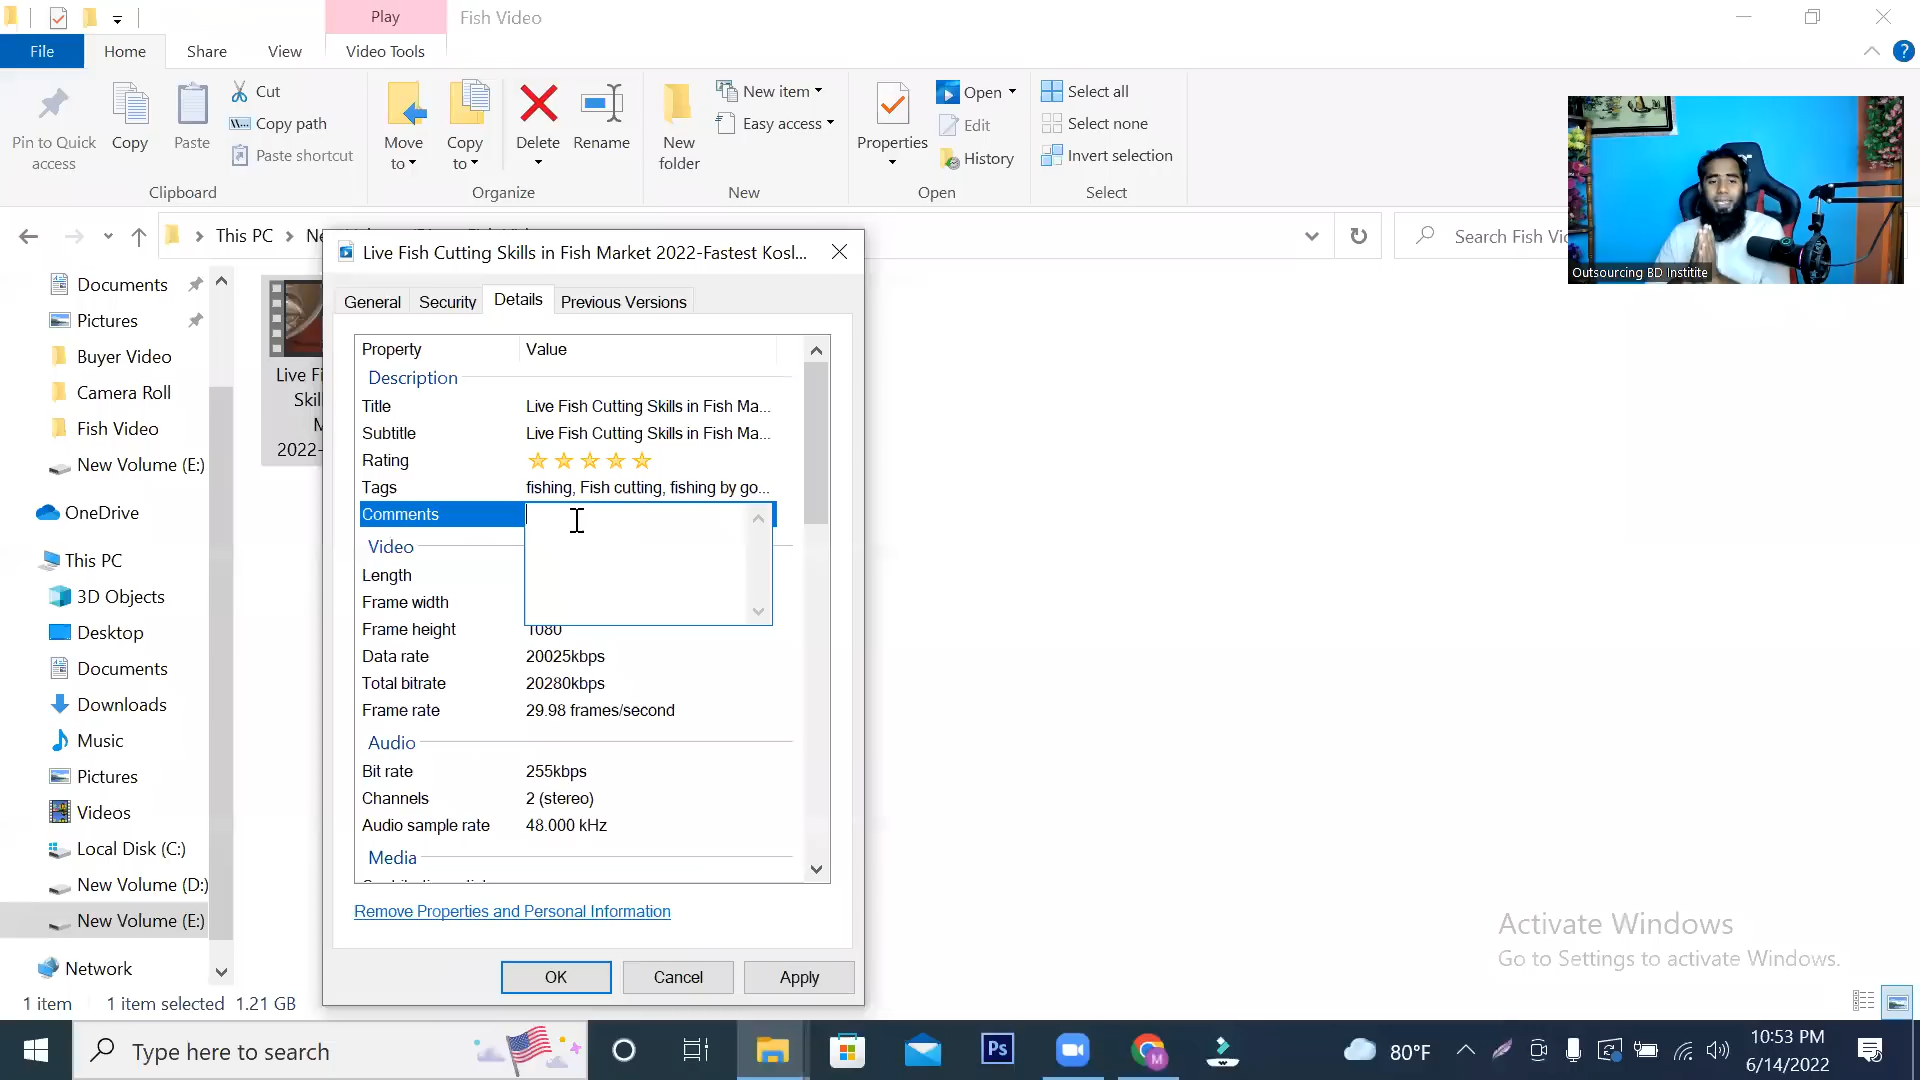 Play
Fish Video
File
Home
Share
View
Video Tools
Pin to Quick access
Copy
Paste
Cut
Copy path
Paste shortcut
Clipboard
Move to
Copy to
Delete
Rename
Organize
New folder
New item
Easy access
New
Properties
Open
Edit
History
Open
Select all
Select none
Invert selection
Select
Outsourcing BD Institite
This PC
Search Fish Vi
Documents
Pictures
Buyer Video
Camera Roll
Fish Video
New Volume (E:)
OneDrive
This PC
3D Objects
Desktop
Documents
Downloads
Music
Pictures
Videos
Local Disk (C:)
New Volume (D:)
New Volume (E:)
Network
Live Fi
Skil
M
2022-
Live Fish Cutting Skills in Fish Market 2022-Fastest Kosl...
General
Security
Details
Previous Versions
Property Value
Description
Title Live Fish Cutting Skills in Fish Ma...
Subtitle Live Fish Cutting Skills in Fish Ma...
Rating
Tags fishing, Fish cutting, fishing by go...
Comments
Video
Length
Frame width
Frame height 1080
Data rate 20025kbps
Total bitrate 20280kbps
Frame rate 29.98 frames/second
Audio
Bit rate 255kbps
Channels 2 (stereo)
Audio sample rate 48.000 kHz
Media
Remove Properties and Personal Information
OK
Cancel
Apply
Activate Windows
Go to Settings to activate Windows.
1 item 1 item selected 1.21 GB
Type here to search
Ps
M
80°F
10:53 PM
6/14/2022